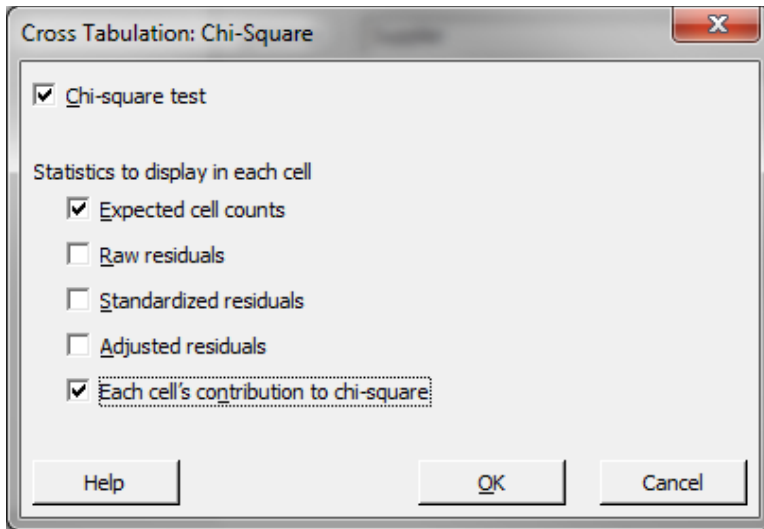 Cross Tabulation: Chi-Square
Chi-square test
Statistics to display in each cell
Expected cell counts
Raw residuals
Standardized residuals
Adjusted residuals
Each cell's contribution to chi-square
Help OK Cancel